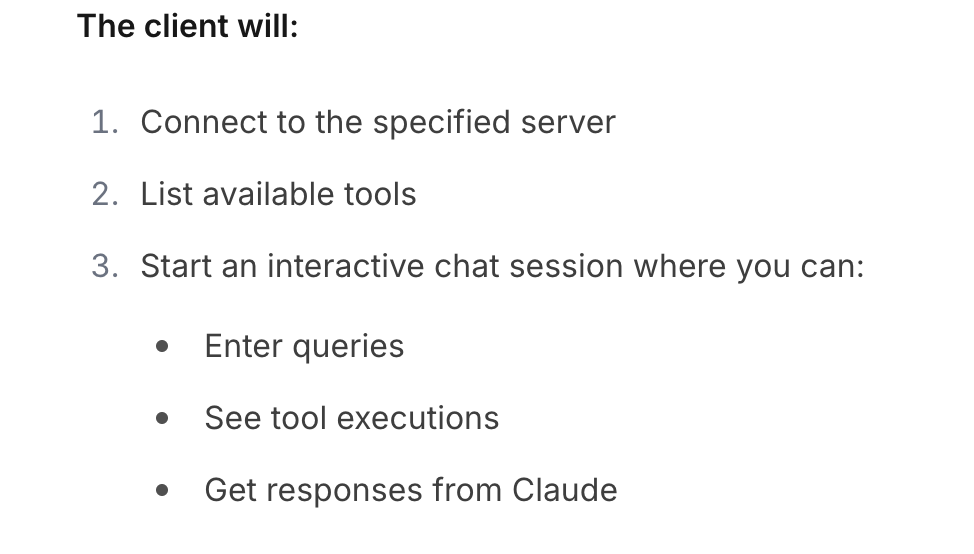 The client will:
1. Connect to the specified server
2. List available tools
3. Start an interactive chat session where you can:
• Enter queries
• See tool executions
• Get responses from Claude